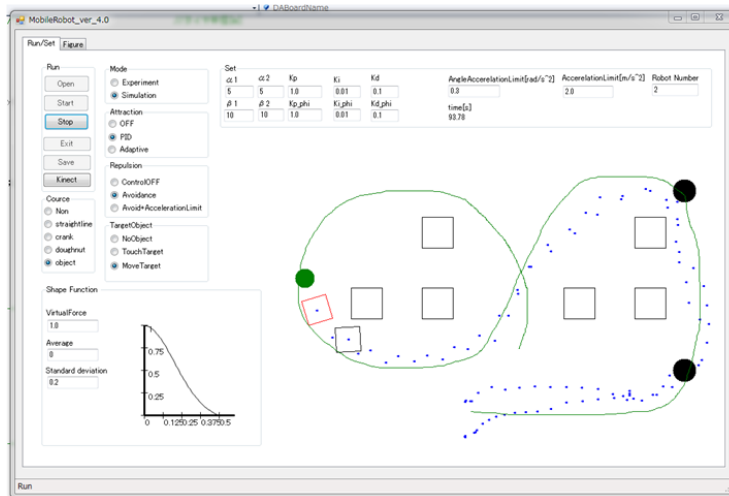 DABoardName
MobileRobot_ver_4.0
Run/Set Figure
Run
Open
Start
Stop
Exit
Save
Kinect
Mode
Experiment
Simulation
Attraction
OFF
PID
Adaptive
Repulsion
ControlOFF
Avoidance
Avoid+AccelerationLimit
Cource
Non
straightline
crank
doughnut
object
TargetObject
NoObject
TouchTarget
MoveTarget
Set
α1 α2 Kp Ki Kd
5 5 1.0 0.01 0.1
β1 β2 Kp_phi Ki_phi Kd_phi
10 10 1.0 0.01 0.1
AngleAccerelationLimit[rad/s^2] AccerelationLimit[m/s^2] Robot Number
0.3 2.0 2
time[s]
93.78
Shape Function
VirtualForce
1.0
Average
0
Standard deviation
0.2
1
0.75
0.5
0.25
0 0.125 0.25 0.375 0.5
Run